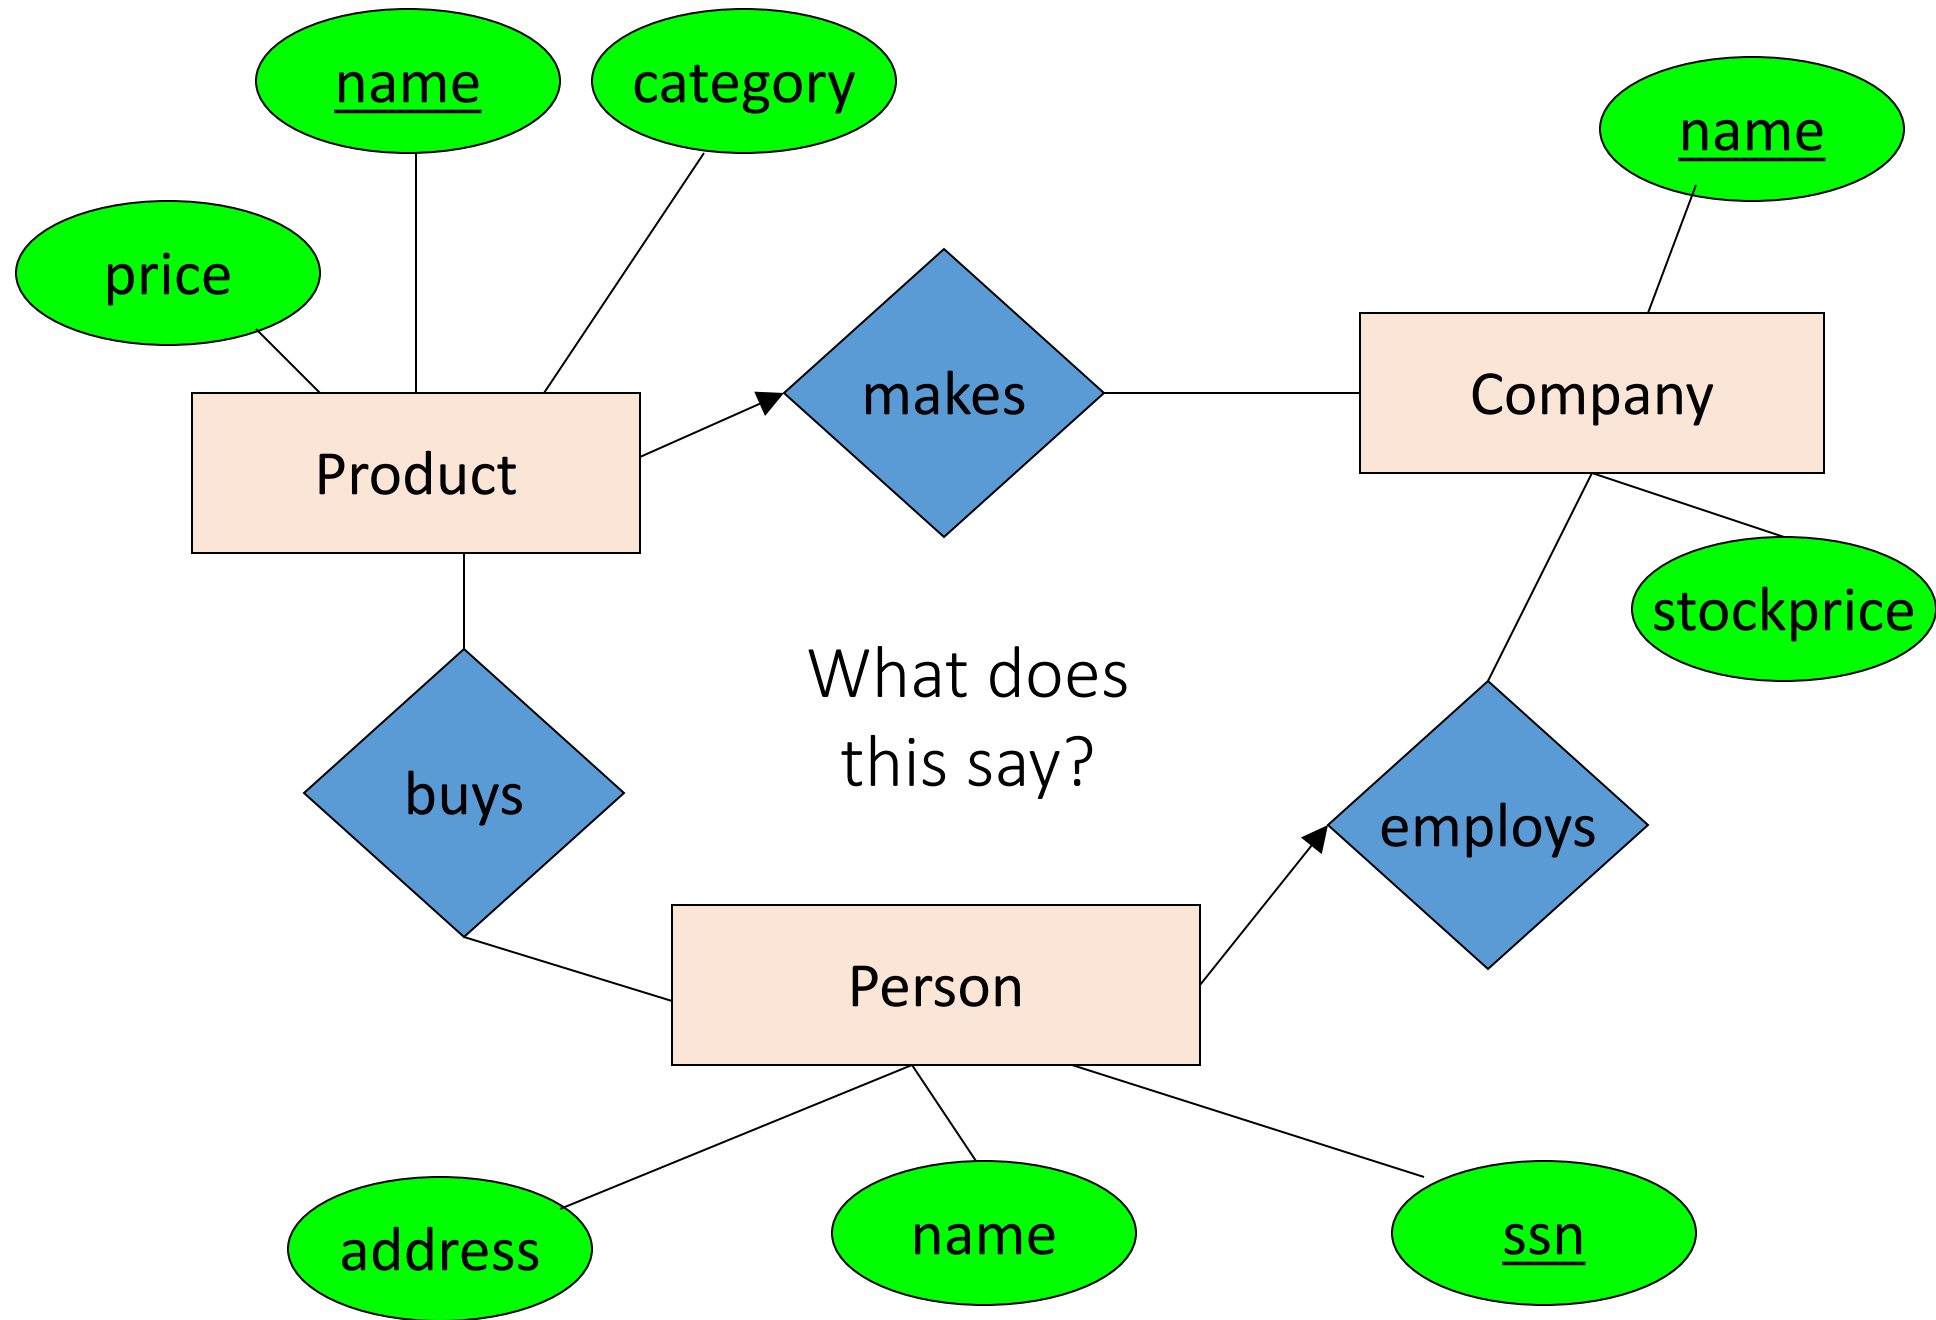 name
category
name
price
makes
Company
Product
stockprice
What does
this say?
buys
employs
Person
address
name
ssn